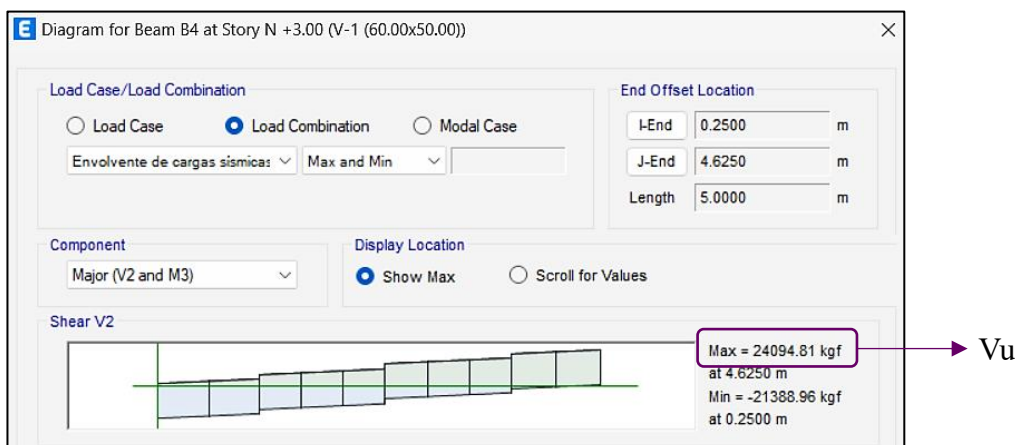 E Diagram for Beam B4 at Story N +3.00 (V-1 (60.00x50.00))
Load Case/Load Combination
Load Case Load Combination Modal Case
Envolvente de cargas sísmicas Max and Min
End Offset Location
I-End 0.2500 m
J-End 4.6250 m
Length 5.0000 m
Component
Major (V2 and M3)
Display Location
Show Max Scroll for Values
Shear V2
Max = 24094.81 kgf
at 4.6250 m
Min = -21388.96 kgf
at 0.2500 m
Vu